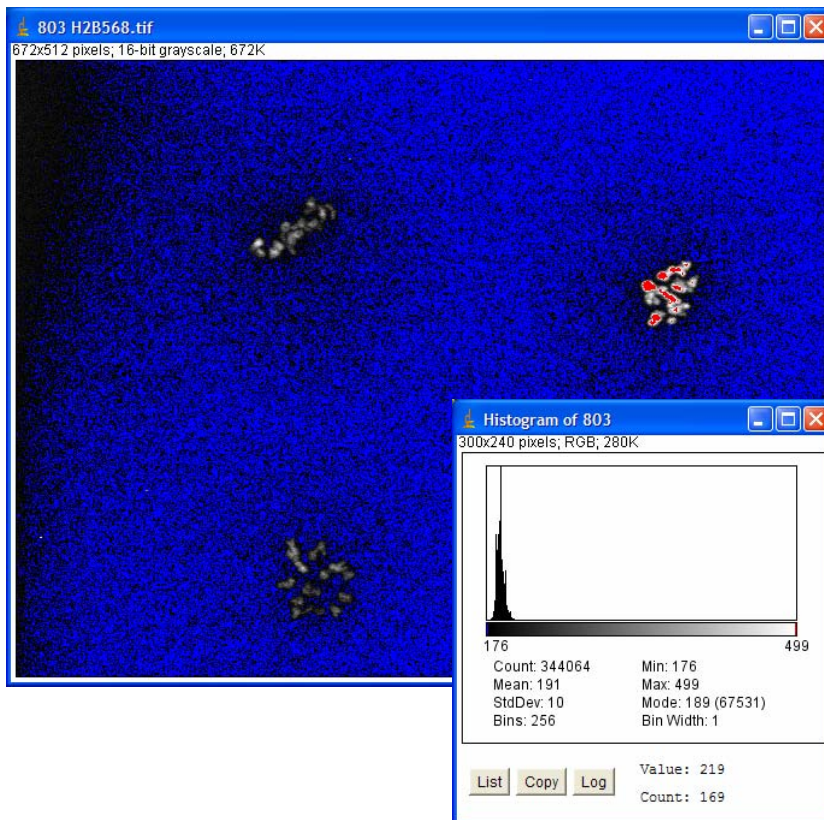 803 H2B568.tif
672x512 pixels; 16-bit grayscale; 672K
Histogram of 803
300x240 pixels; RGB; 280K
176 499
Count: 344064 Min: 176
Mean: 191 Max: 499
StdDev: 10 Mode: 189 (67531)
Bins: 256 Bin Width: 1
List Copy Log Value: 219
Count: 169